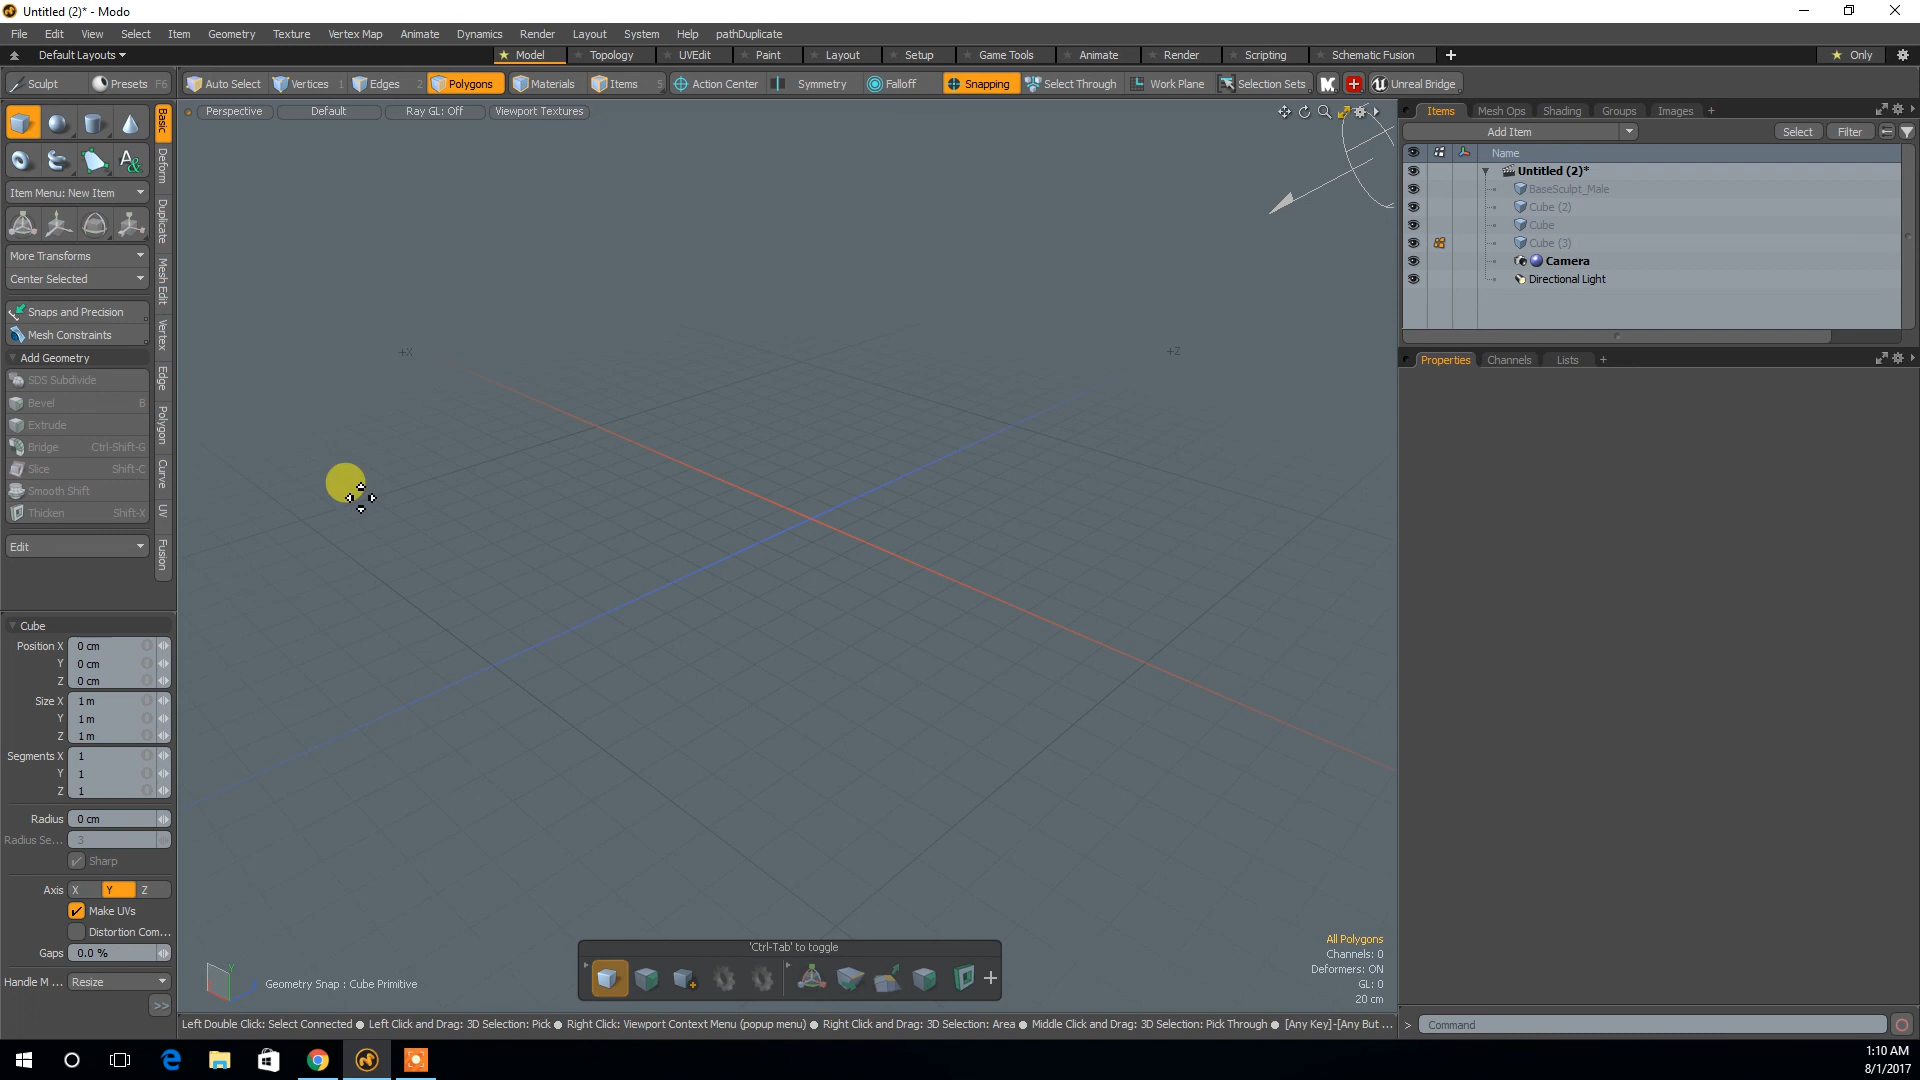 Untitled (2)* - Modo
File Edit View Select Item Geometry Texture Vertex Map Animate Dynamics Render Layout System Help pathDuplicate
Default Layouts Model Topology UVEdit Paint Layout Setup Game Tools Animate Render Scripting Schematic Fusion Only
Sculpt Presets F6 Auto Select Vertices 1 Edges 2 Polygons Materials Items 5 Action Center Symmetry Falloff Snapping Select Through Work Plane Selection Sets Unreal Bridge
Perspective Default Ray GL: Off Viewport Textures
Items Mesh Ops Shading Groups Images +
Add Item Select Filter
Name
Untitled (2)*
BaseSculpt_Male
Cube (2)
Cube
Cube (3)
Camera
Directional Light
Properties Channels Lists +
Basic
Deform
Duplicate
Mesh Edit
Vertex
Edge
Polygon
Curve
UV
Fusion
Item Menu: New Item
More Transforms
Center Selected
Snaps and Precision
Mesh Constraints
Add Geometry
SDS Subdivide
Bevel B
Extrude
Bridge Ctrl-Shift-G
Slice Shift-C
Smooth Shift
Thicken Shift-X
Edit
Cube
Position X 0 cm
Y 0 cm
Z 0 cm
Size X 1 m
Y 1 m
Z 1 m
Segments X 1
Y 1
Z 1
Radius 0 cm
Radius Se... 3
Sharp
Axis X Y Z
Make UVs
Distortion Com...
Gaps 0.0 %
Handle M ... Resize
>>
+X
+Z
'Ctrl-Tab' to toggle
Geometry Snap : Cube Primitive
All Polygons
Channels: 0
Deformers: ON
GL: 0
20 cm
Left Double Click: Select Connected ● Left Click and Drag: 3D Selection: Pick ● Right Click: Viewport Context Menu (popup menu) ● Right Click and Drag: 3D Selection: Area ● Middle Click and Drag: 3D Selection: Pick Through ● [Any Key]-[Any But ...
> Command
1:10 AM
8/1/2017